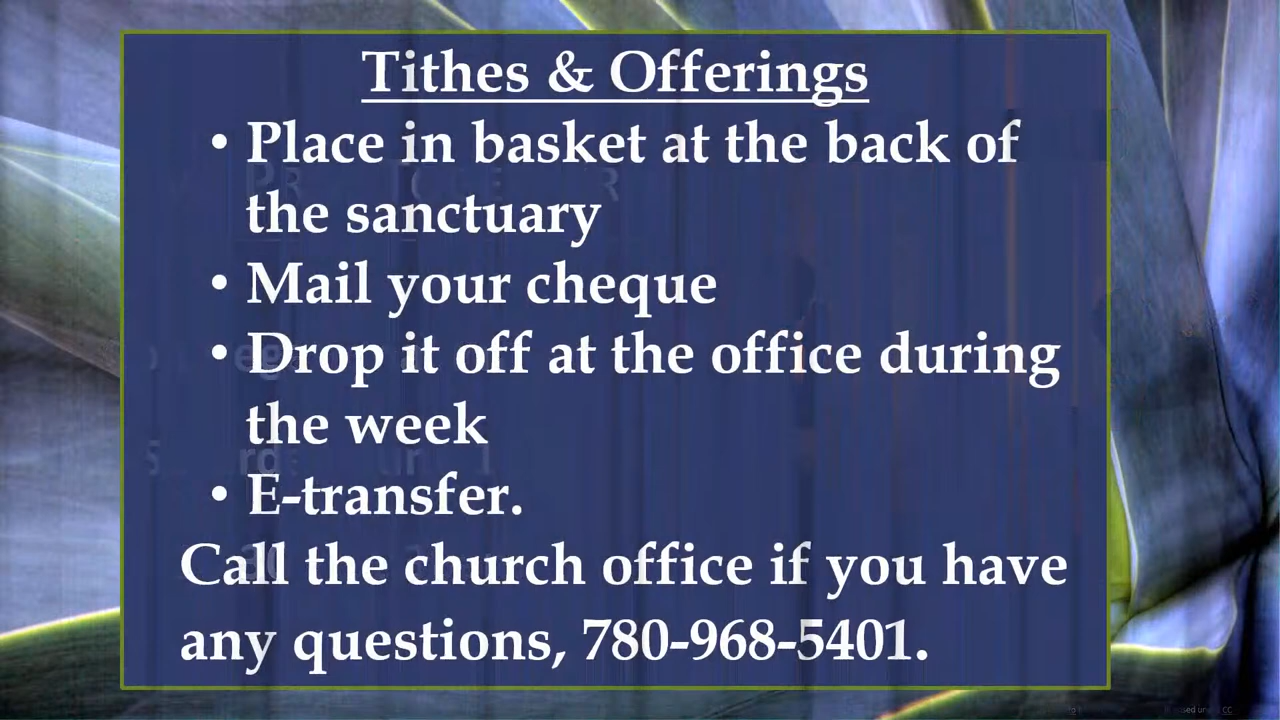 Tithes & Offerings
• Place in basket at the back of
the sanctuary
• Mail your cheque
• Drop it off at the office during
the week
• E-transfer.
Call the church office if you have
any questions, 780-968-5401.